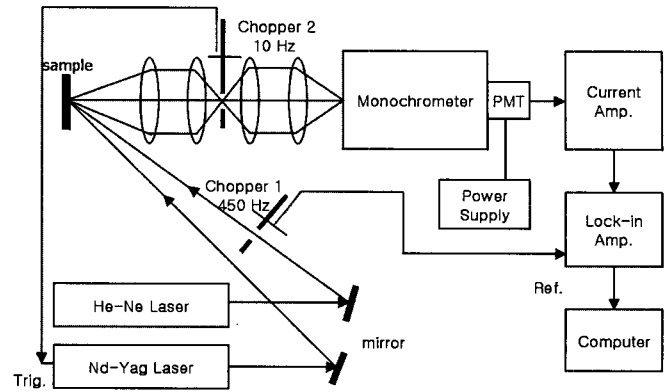 Chopper 2
10 Hz
sample
Monochrometer
PMT
Current
Amp.
Chopper 1
450 Hz
Power
Supply
Lock-in
Amp.
Ref.
He-Ne Laser
mirror
Computer
Nd-Yag Laser
Trig.